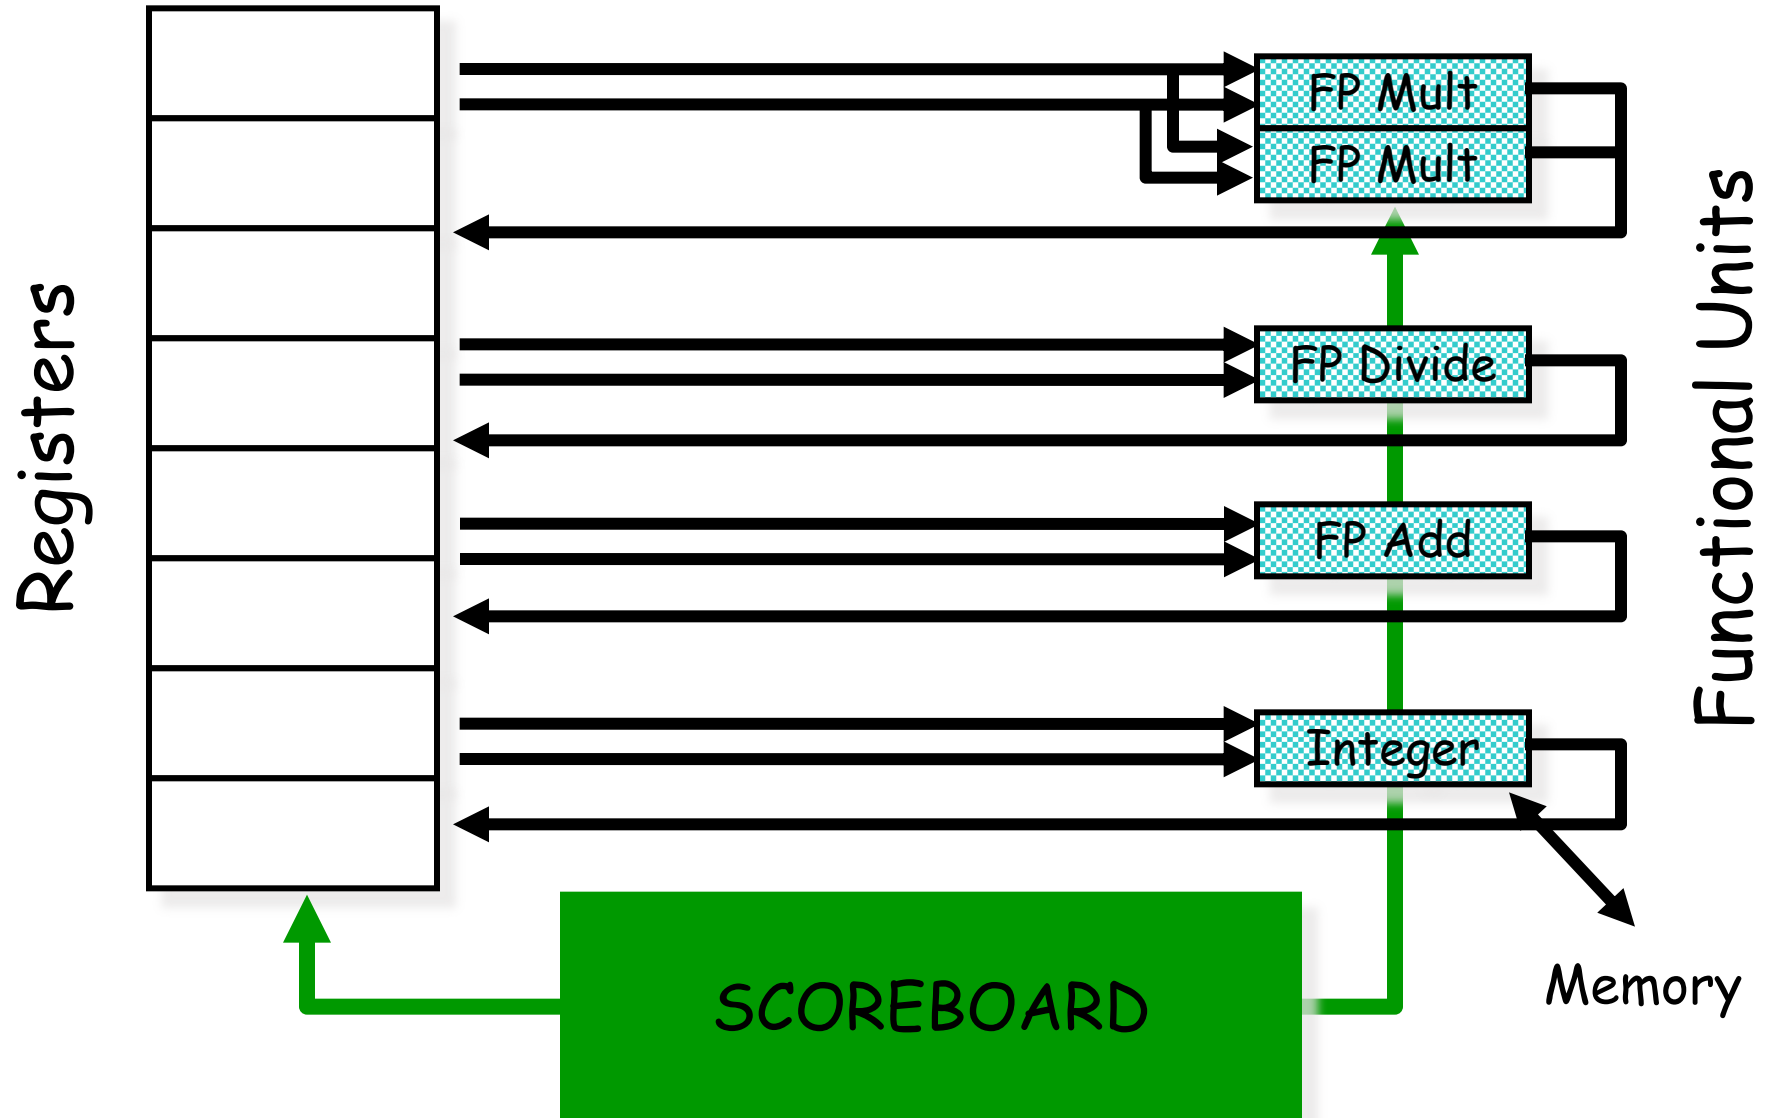 Registers
FP Mult
FP Mult
FP Divide
FP Add
Integer
Functional Units
SCOREBOARD
Memory